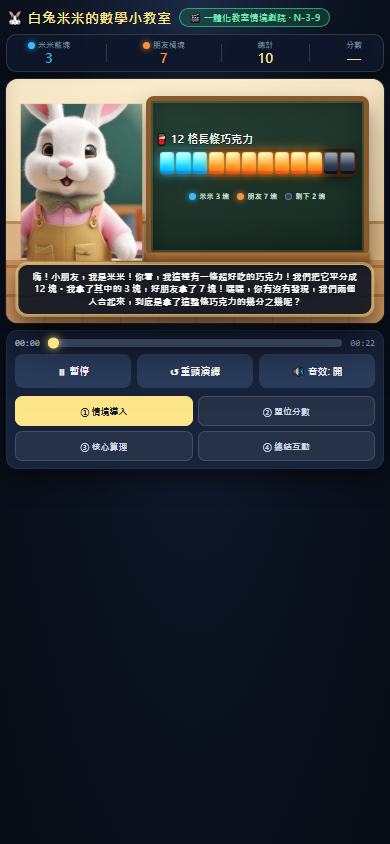 白兔米米的數學小教室
一體化教室情境劇院 · N-3-9
米米藍塊
3
朋友橘塊
7
總計
10
分數
—
12 格長條巧克力
米米 3 塊 朋友 7 塊 剩下 2 塊
嗨！小朋友，我是米米！你看，我這裡有一條超好吃的巧克力！我們把它平分成
12 塊。我拿了其中的 3 塊，好朋友拿了 7 塊！嘿嘿，你有沒有發現，我們兩個
人合起來，到底是拿了這整條巧克力的幾分之幾呢？
00:00 00:22
⏸ 暫停
↺ 重頭演繹
音效: 開
① 情境導入
② 單位分數
③ 核心算理
④ 總結互動